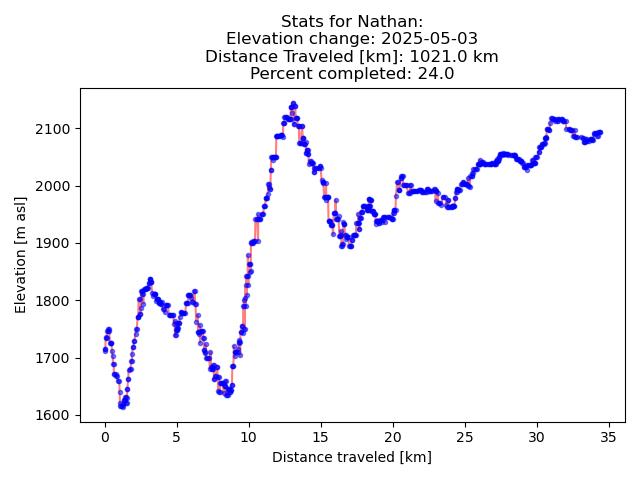 Stats for Nathan:
Elevation change: 2025-05-03
Distance Traveled [km]: 1021.0 km
Percent completed: 24.0
2100
2000
1900
1800
1700
1600
Elevation [m asl]
0 5 10 15 20 25 30 35
Distance traveled [km]